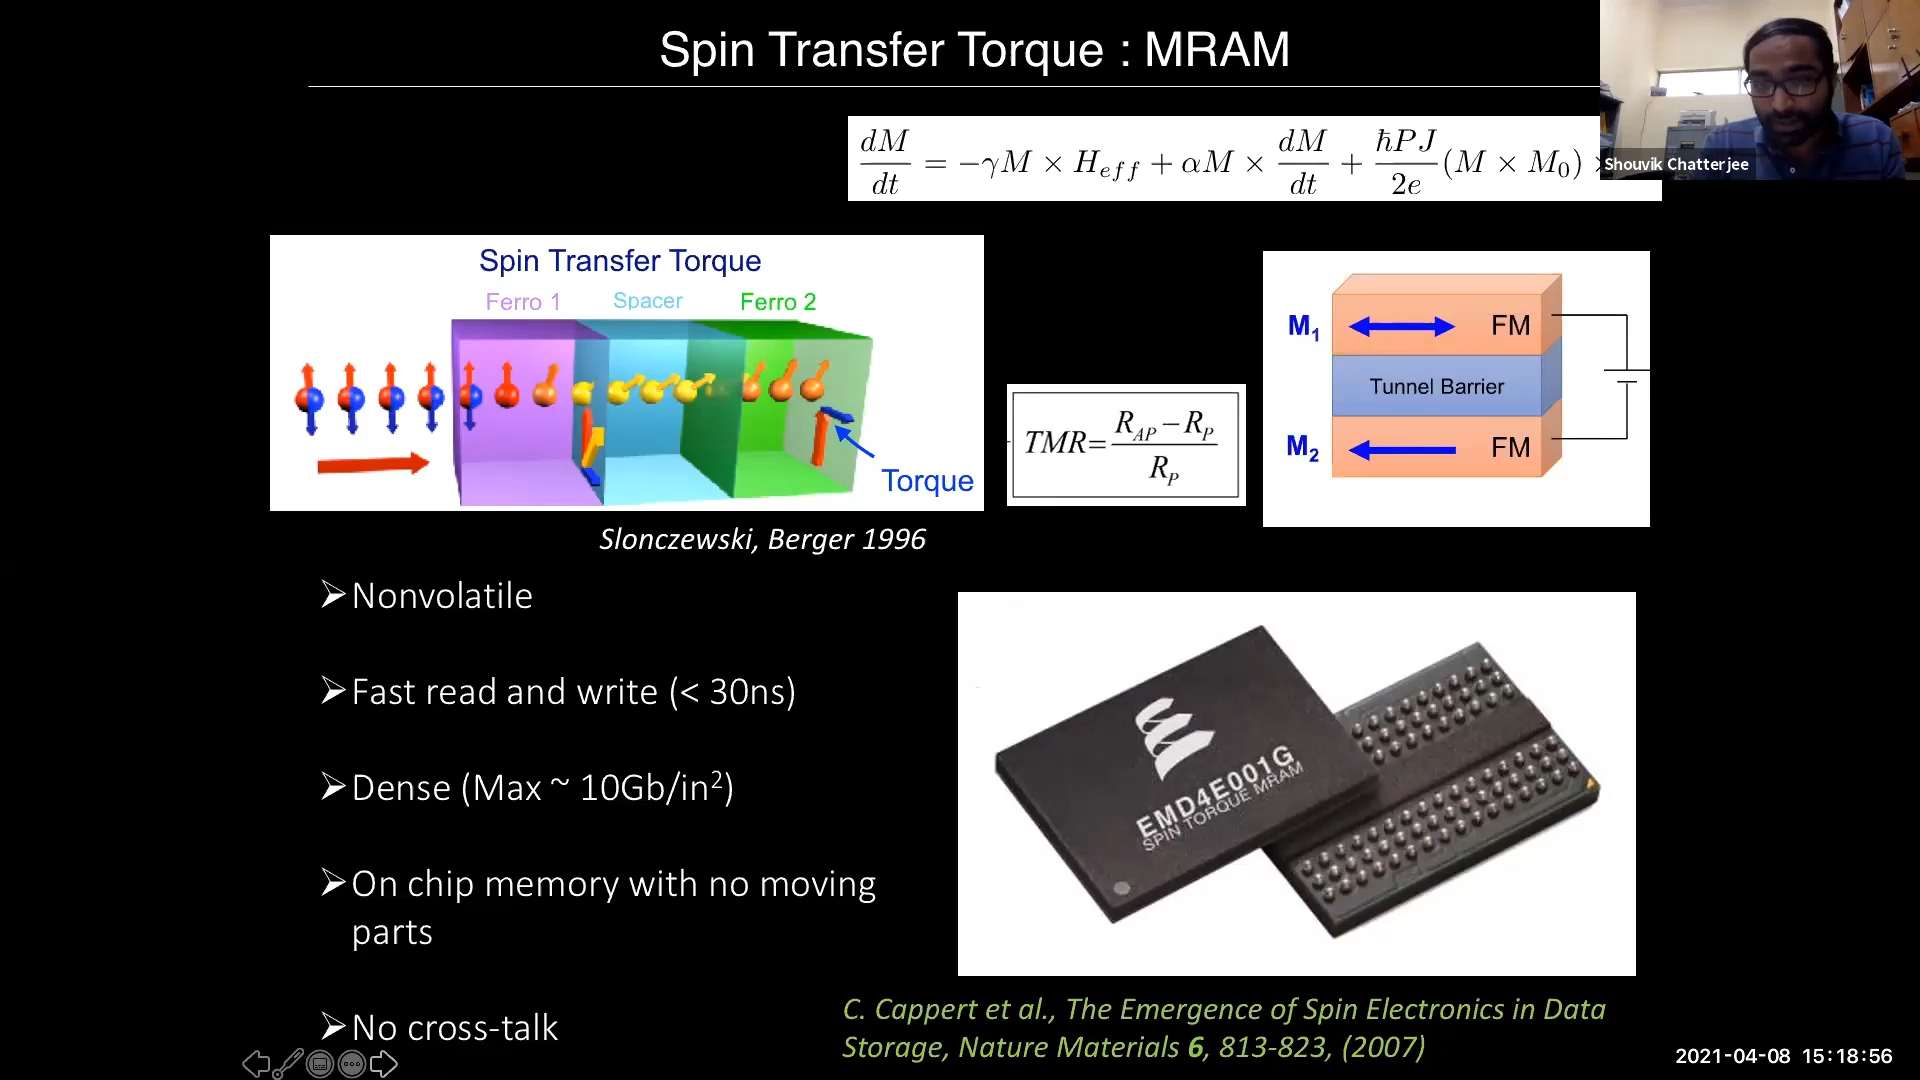 Spin Transfer Torque : MRAM
dM/dt = −γM × H_eff + αM × dM/dt + ħPJ/2e (M × M_0) ×
Shouvik Chatterjee
Spin Transfer Torque
Ferro 1 Spacer Ferro 2
Torque
Slonczewski, Berger 1996
TMR= R_AP − R_P / R_P
M_1 FM
Tunnel Barrier
M_2 FM
➢Nonvolatile
➢Fast read and write (< 30ns)
➢Dense (Max ~ 10Gb/in²)
➢On chip memory with no moving
parts
➢No cross-talk
EMD4E001G
SPIN TORQUE MRAM
C. Cappert et al., The Emergence of Spin Electronics in Data
Storage, Nature Materials 6, 813-823, (2007)
2021-04-08 15:18:56